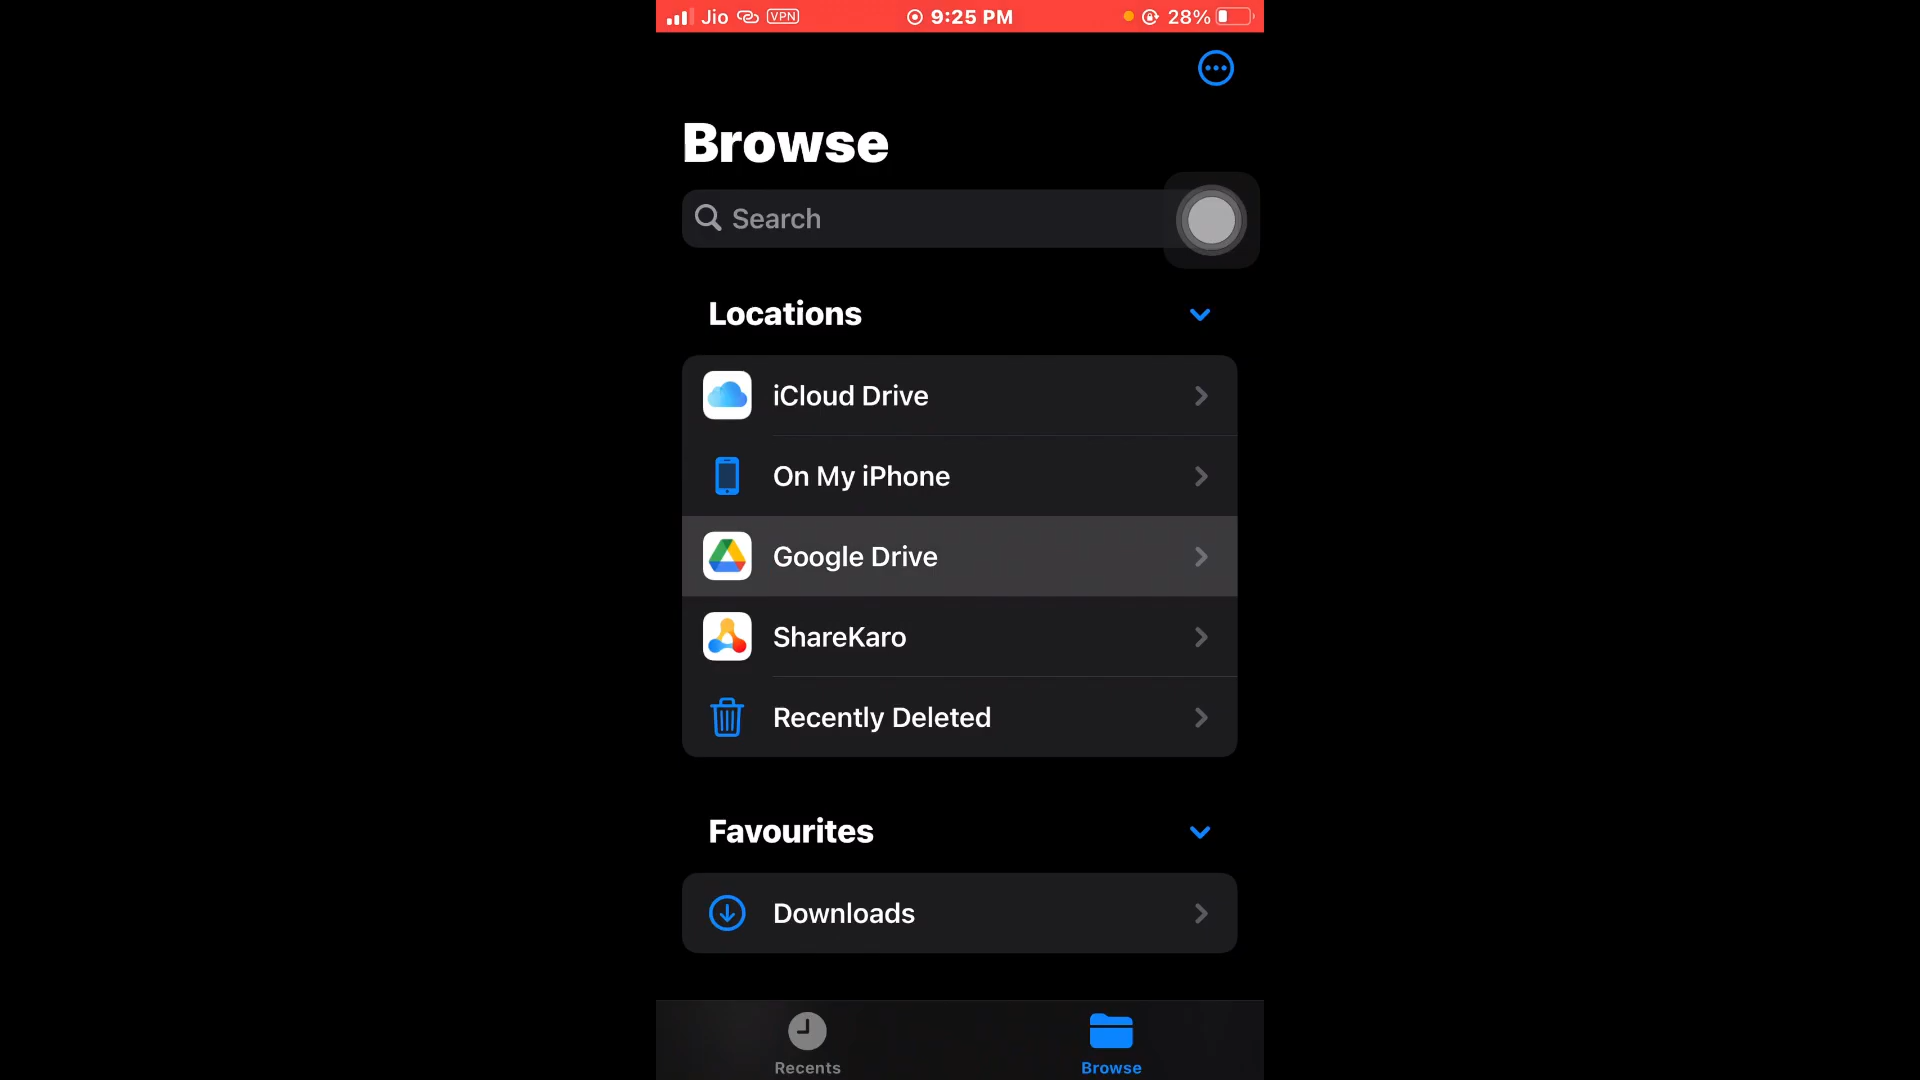 Jio VPN 9:25 PM 28%
Browse
Search
Locations
iCloud Drive
On My iPhone
Google Drive
ShareKaro
Recently Deleted
Favourites
Downloads
Recents Browse